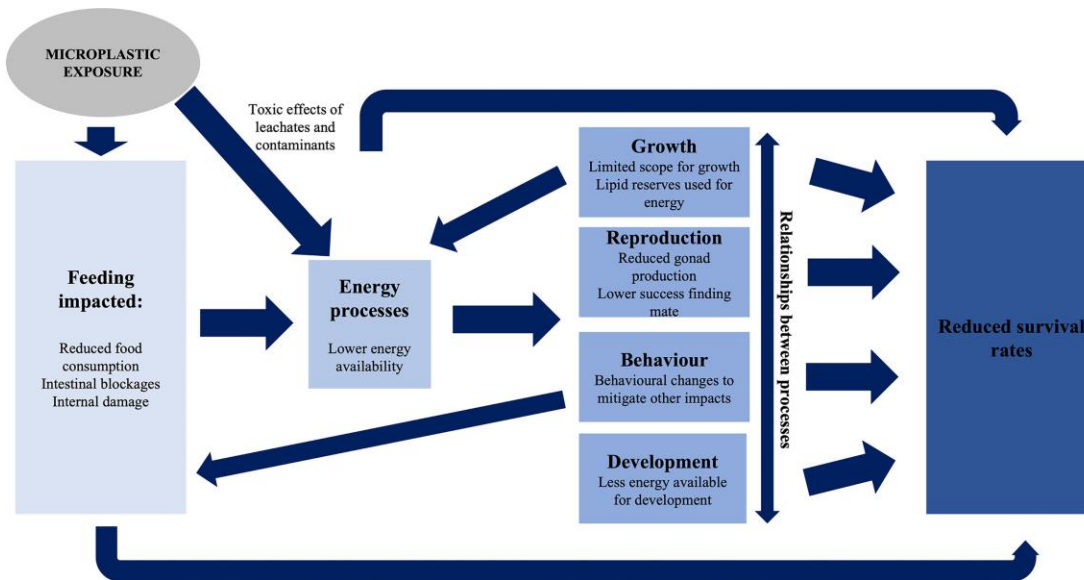 MICROPLASTIC
EXPOSURE
Toxic effects of
leachates and
contaminants
Feeding
impacted:
Reduced food
consumption
Intestinal blockages
Internal damage
Energy
processes
Lower energy
availability
Growth
Limited scope for growth
Lipid reserves used for
energy
Reproduction
Reduced gonad
production
Lower success finding
mate
Behaviour
Behavioural changes to
mitigate other impacts
Development
Less energy available
for development
Relationships between processes
Reduced survival
rates